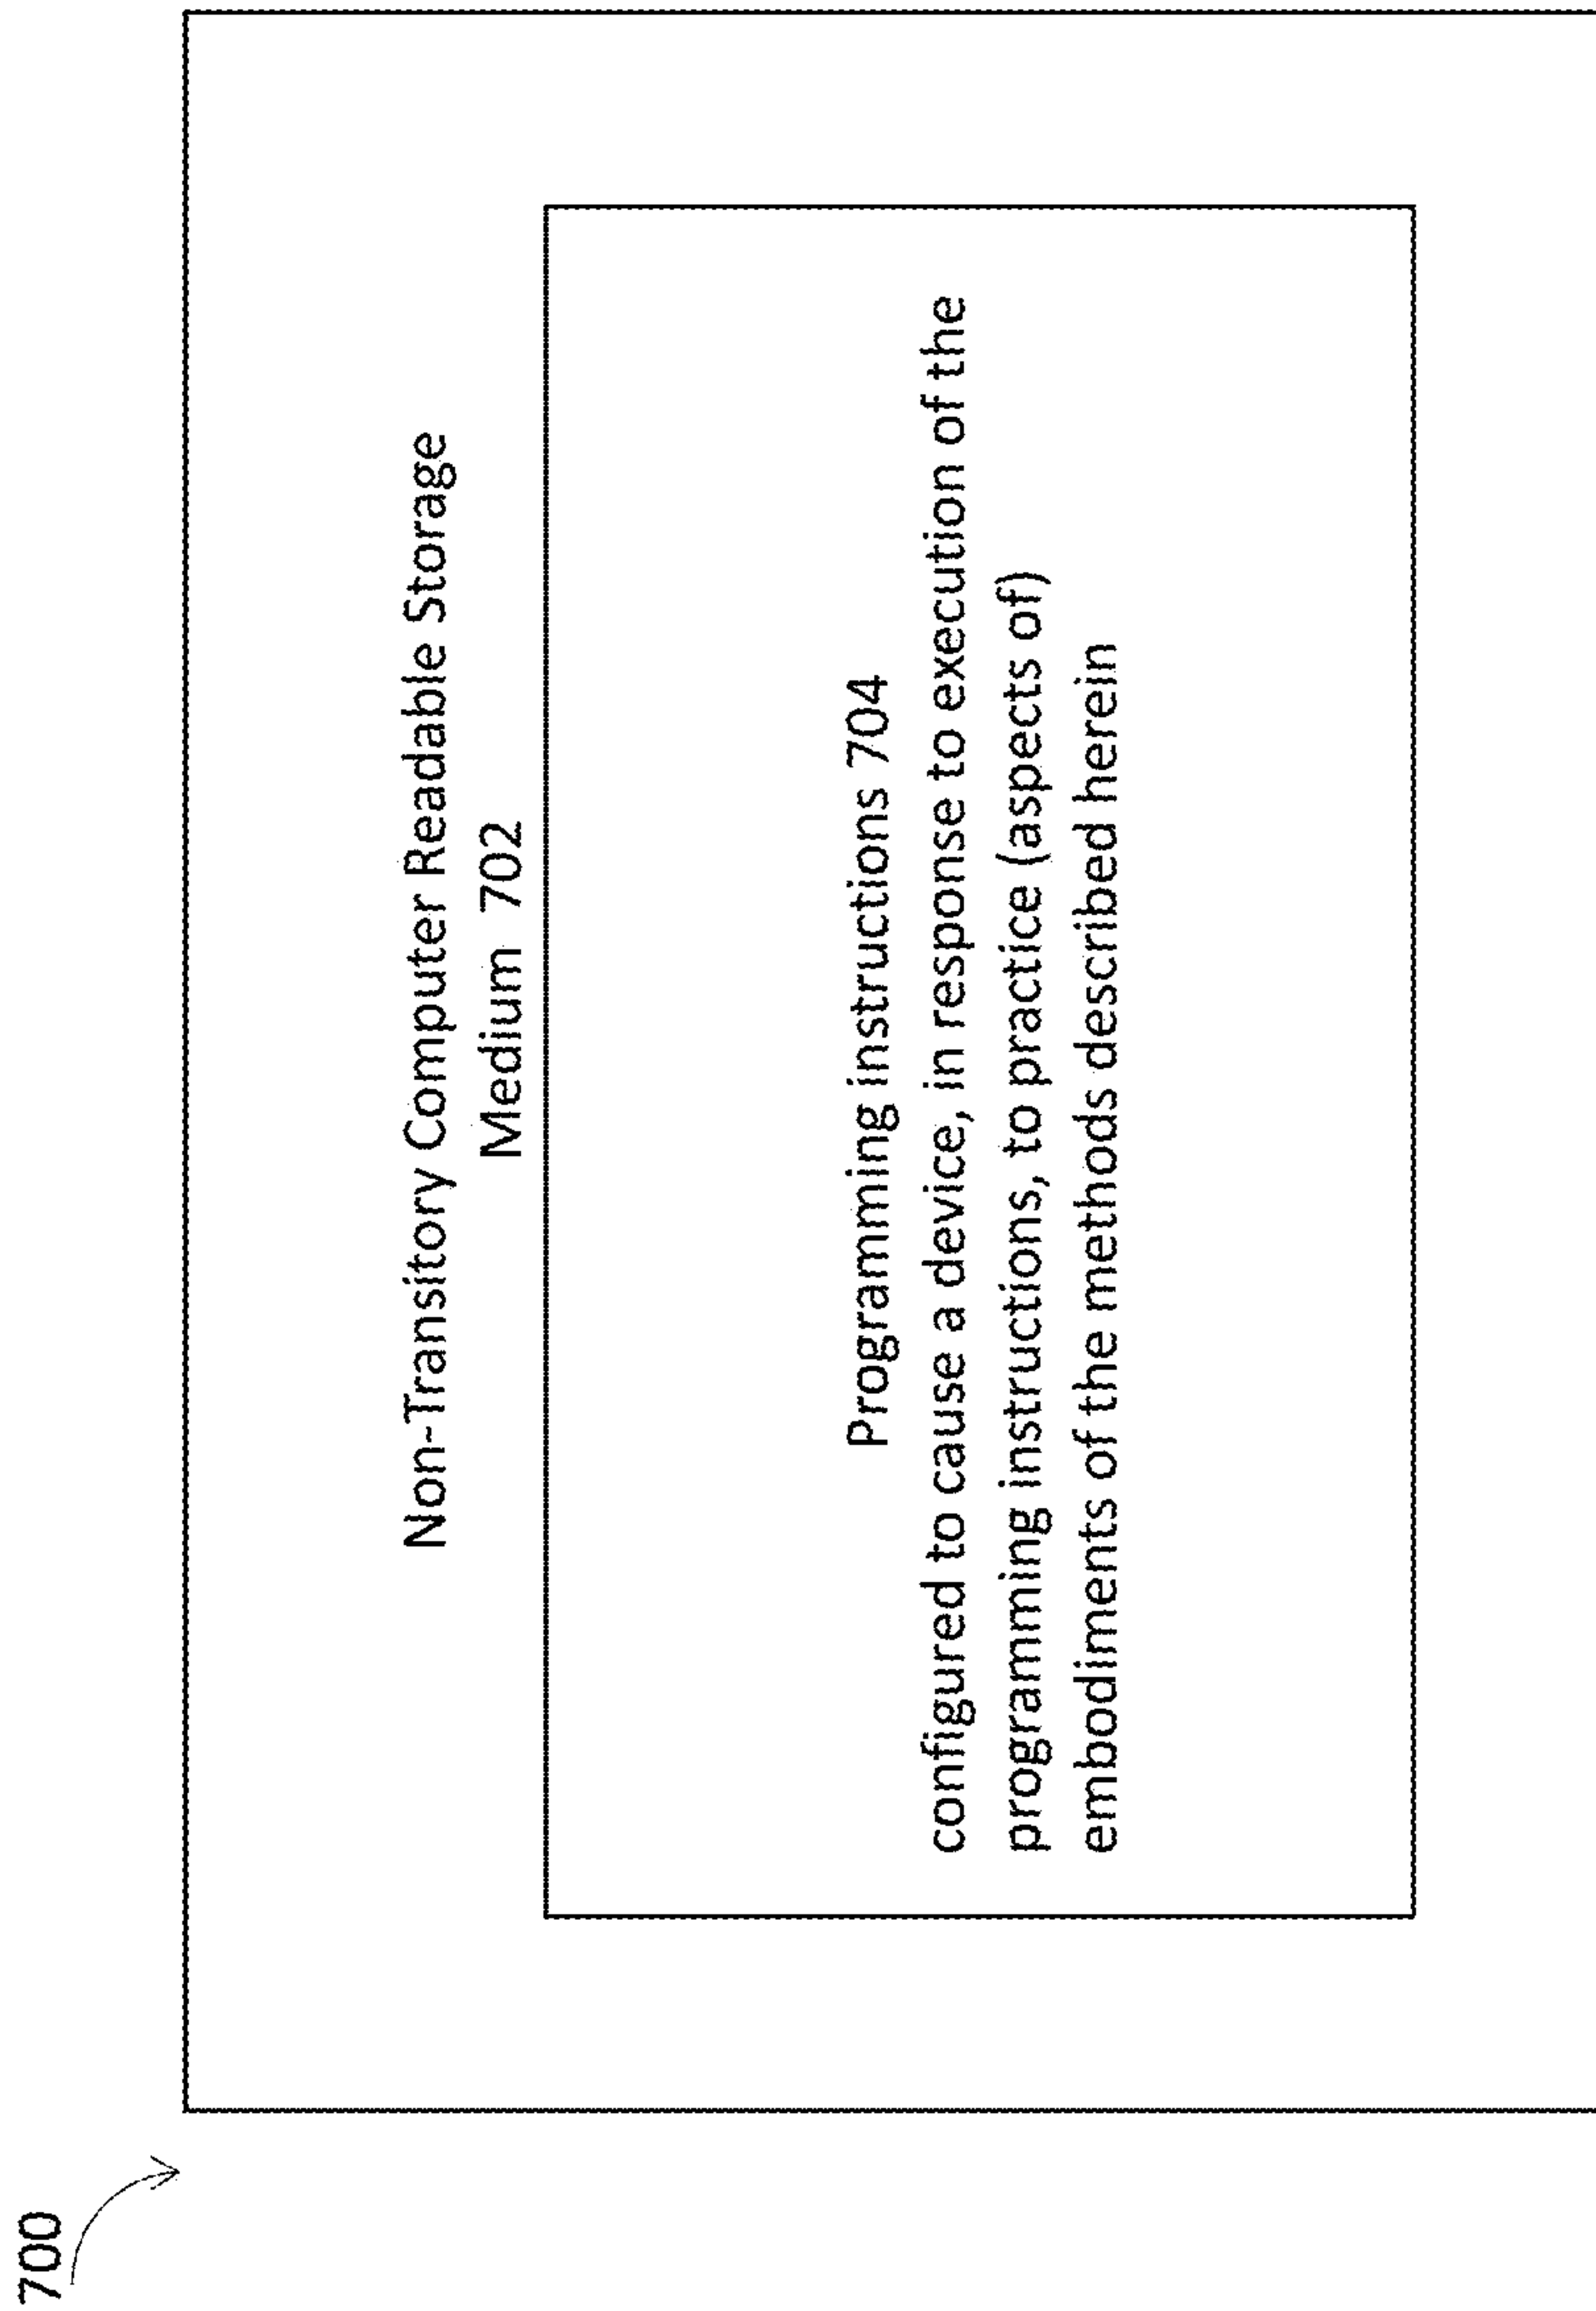 700
Non-Transitory Computer Readable Storage
Medium 702
Programming instructions 704
configured to cause a device, in response to execution of the
programming instructions, to practice (aspects of)
embodiments of the methods described herein